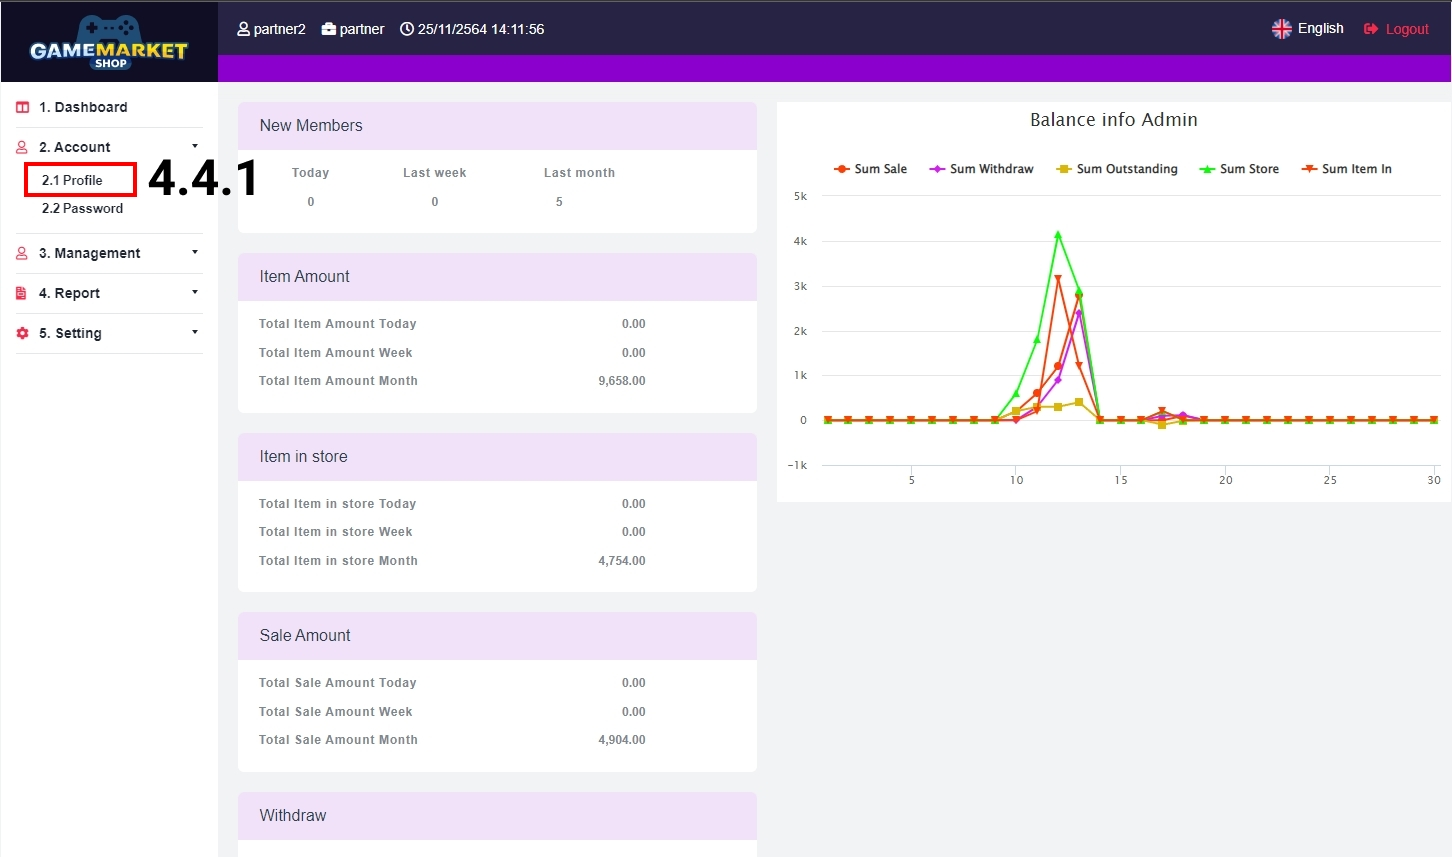 GAMEMARKET
SHOP
partner2 partner 25/11/2564 14:11:56
English Logout
1. Dashboard
2. Account
2.1 Profile
4.4.1
2.2 Password
3. Management
4. Report
5. Setting
New Members
Today Last week Last month
0 0 5
Item Amount
Total Item Amount Today 0.00
Total Item Amount Week 0.00
Total Item Amount Month 9,658.00
Item in store
Total Item in store Today 0.00
Total Item in store Week 0.00
Total Item in store Month 4,754.00
Sale Amount
Total Sale Amount Today 0.00
Total Sale Amount Week 0.00
Total Sale Amount Month 4,904.00
Withdraw
Balance info Admin
Sum Sale Sum Withdraw Sum Outstanding Sum Store Sum Item In
5k
4k
3k
2k
1k
0
−1k
5 10 15 20 25 30